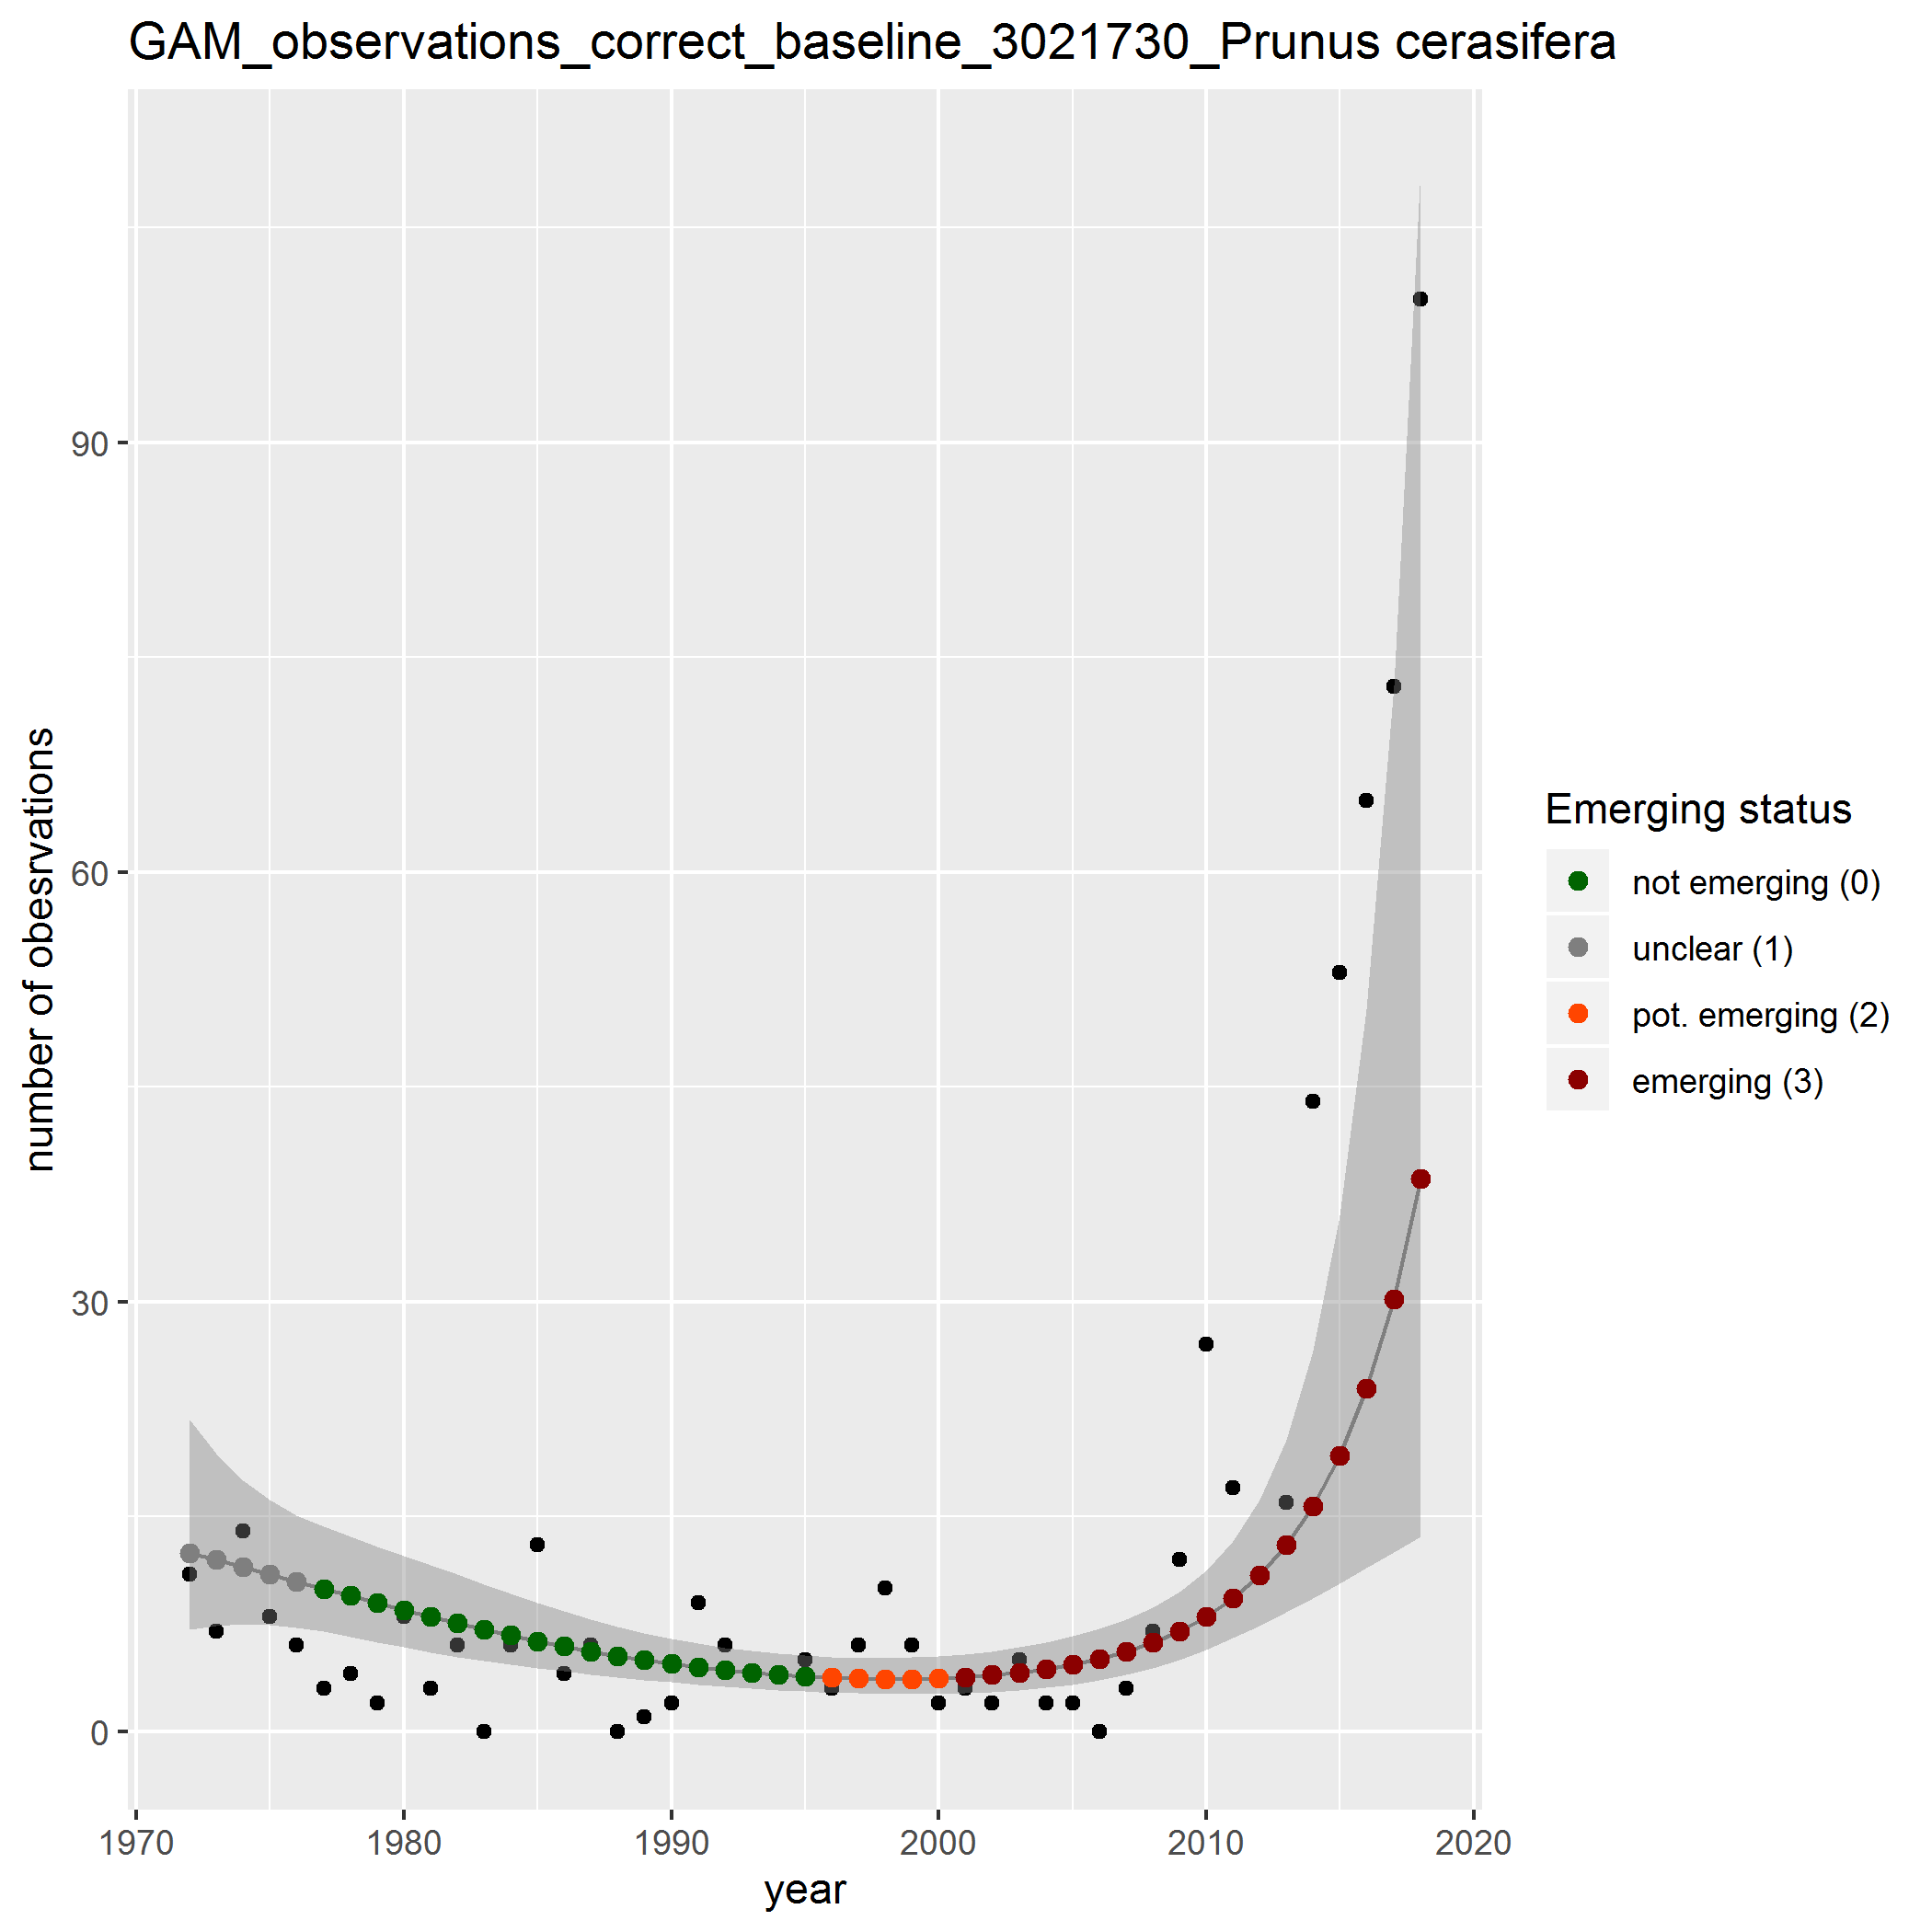 GAM_observations_correct_baseline_3021730_Prunus cerasifera
number of obesrvations
90
60
30
0
1970
1980
1990
2000
2010
2020
year
Emerging status
not emerging (0)
unclear (1)
pot. emerging (2)
emerging (3)